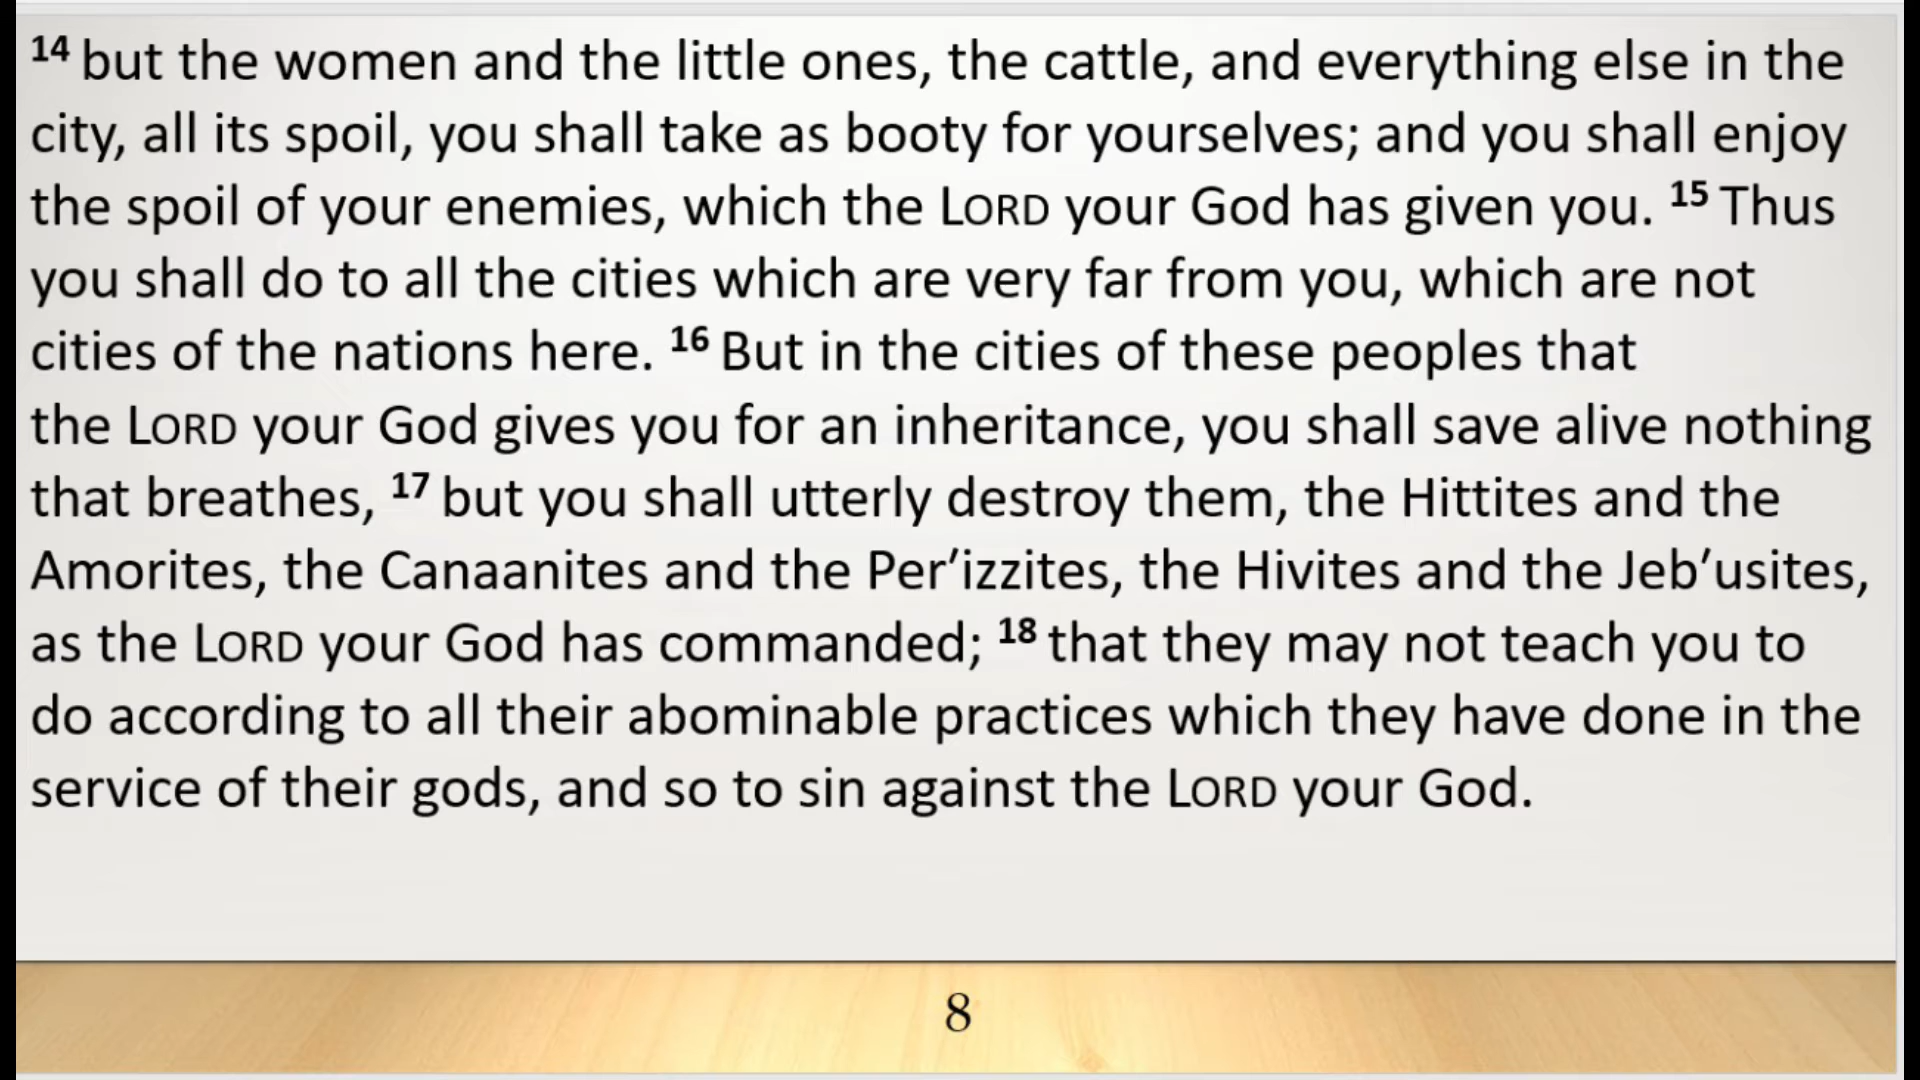 14 but the women and the little ones, the cattle, and everything else in the
city, all its spoil, you shall take as booty for yourselves; and you shall enjoy
the spoil of your enemies, which the LORD your God has given you. 15 Thus
you shall do to all the cities which are very far from you, which are not
cities of the nations here. 16 But in the cities of these peoples that
the LORD your God gives you for an inheritance, you shall save alive nothing
that breathes, 17 but you shall utterly destroy them, the Hittites and the
Amorites, the Canaanites and the Per′izzites, the Hivites and the Jeb′usites,
as the LORD your God has commanded; 18 that they may not teach you to
do according to all their abominable practices which they have done in the
service of their gods, and so to sin against the LORD your God.
8